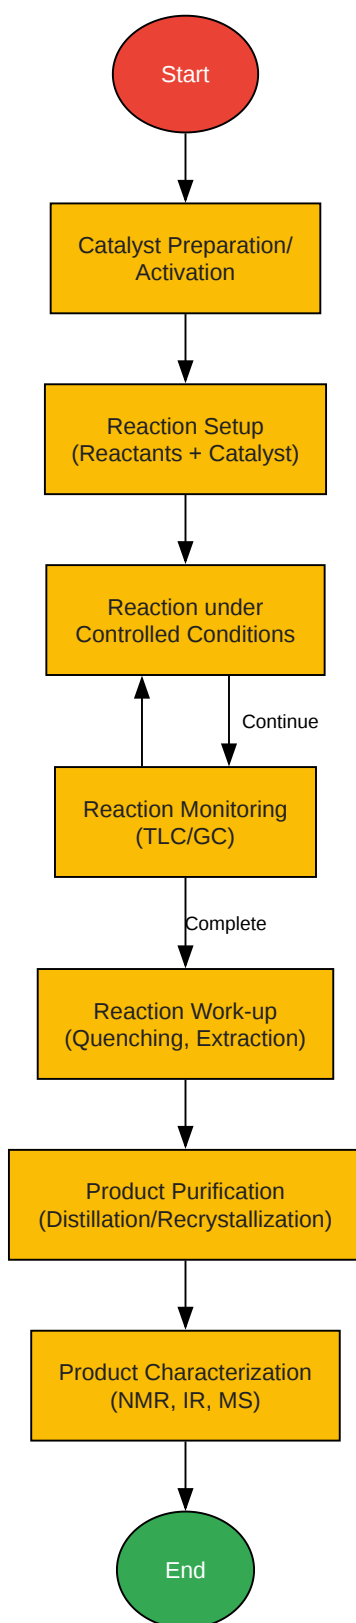 Start
Catalyst Preparation/
Activation
Reaction Setup
(Reactants + Catalyst)
Reaction under
Controlled Conditions
Continue
Reaction Monitoring
(TLC/GC)
Complete
Reaction Work-up
(Quenching, Extraction)
Product Purification
(Distillation/Recrystallization)
Product Characterization
(NMR, IR, MS)
End